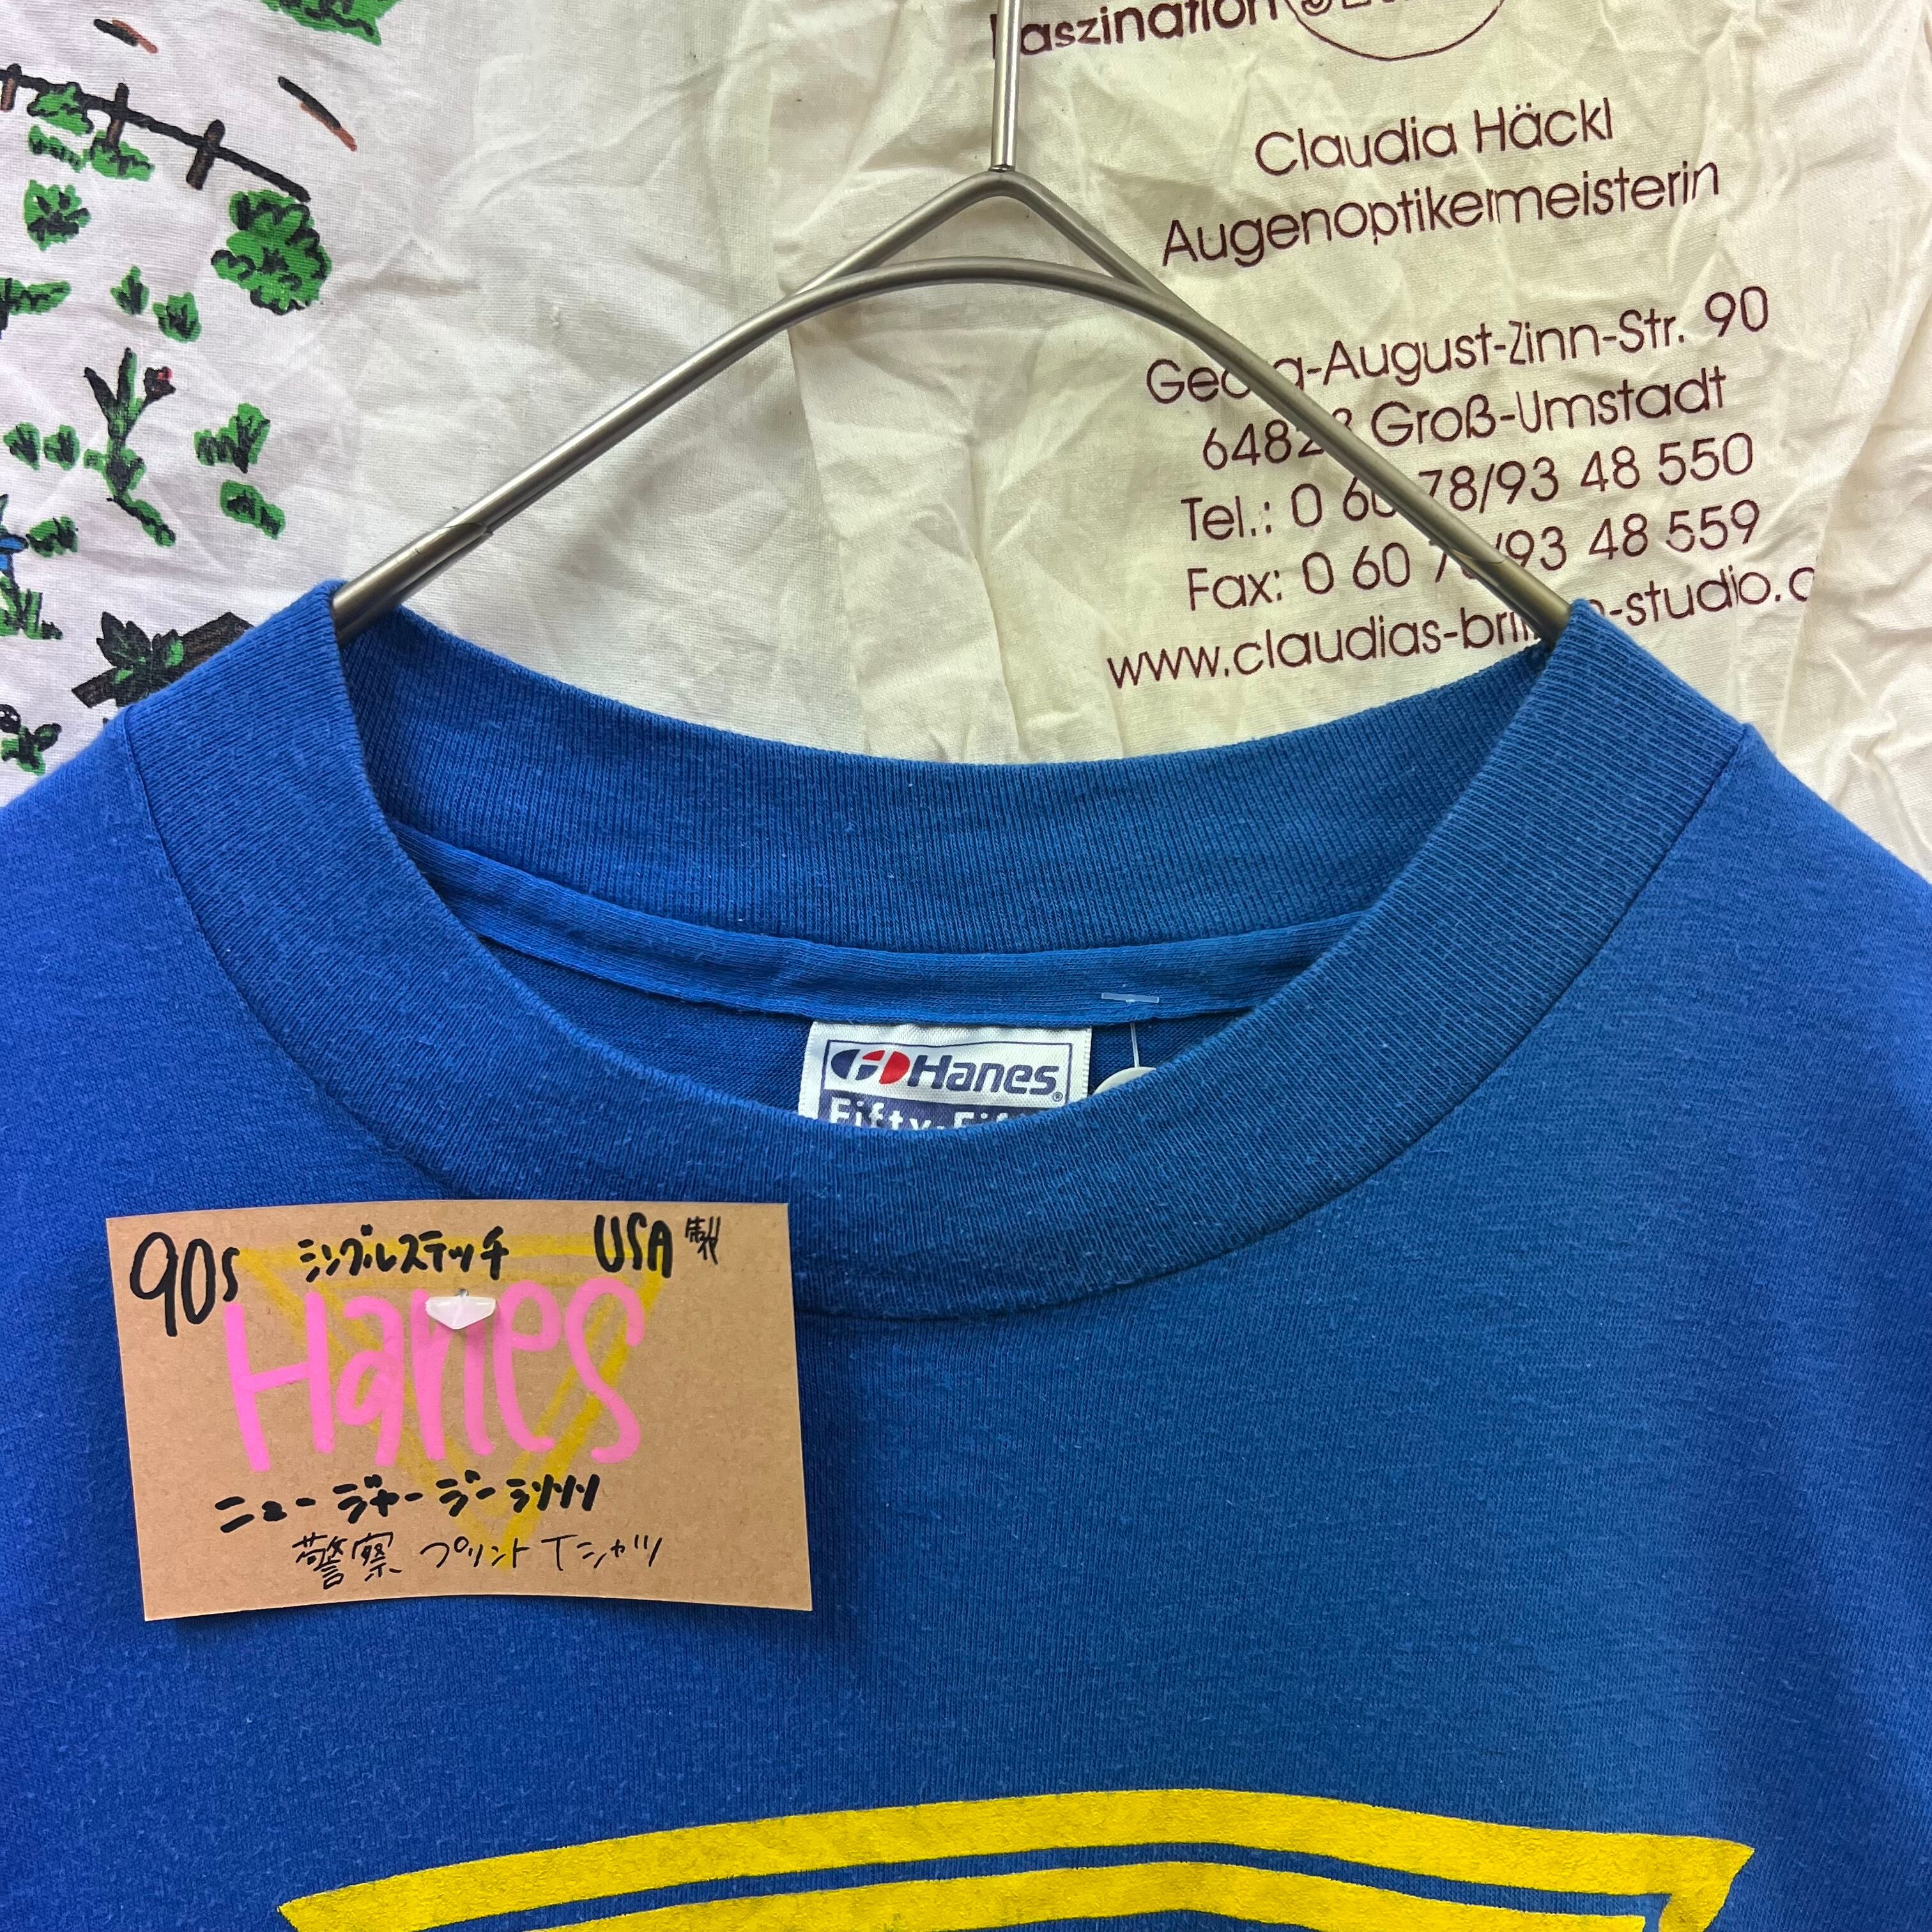 Faszination
Claudia Häckl
Augenoptikermeisterin
Georg-August-Zinn-Str. 90
64823 Groß-Umstadt
Tel.: 0 60 78/93 48 550
Fax: 0 60 78/93 48 559
www.claudias-brillen-studio.
Hanes
Fifty-Fif
90s シングルステッチ USA製
Hanes
ニュージャージー
警察 プリント Tシャツ